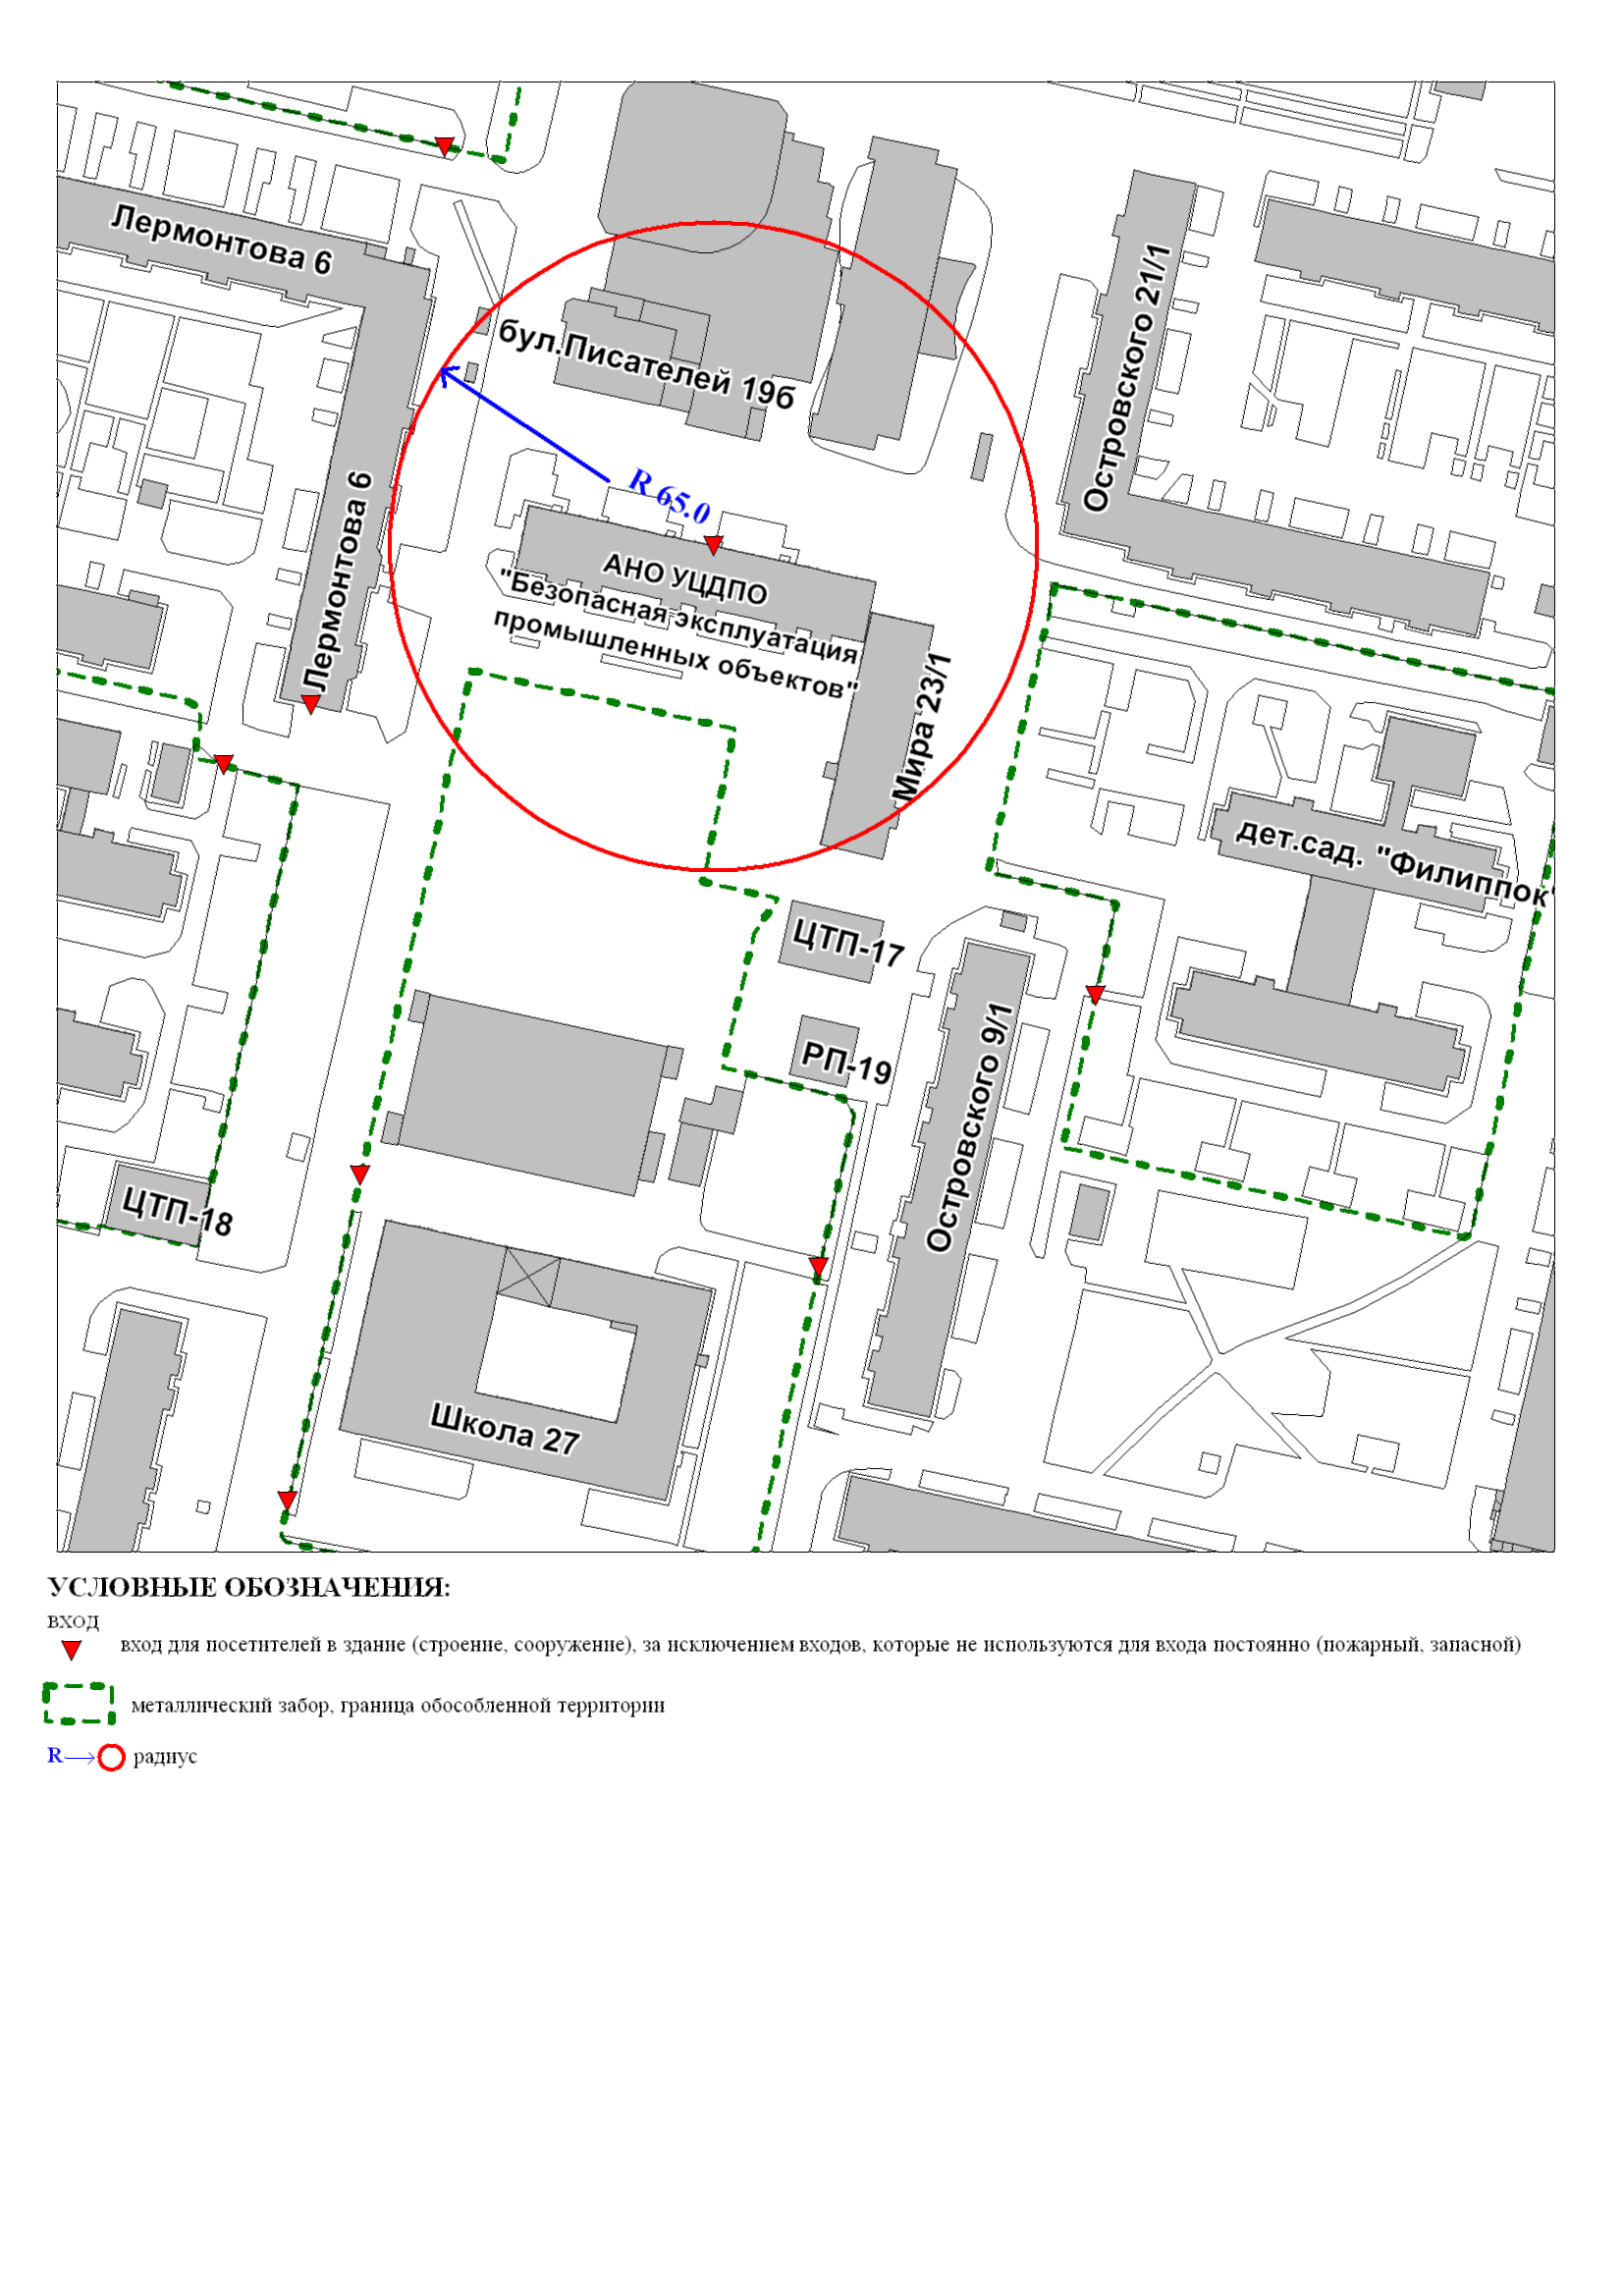 Лермонтова 6
бул.Писателей 19б
Островского 21/1
Лермонтова 6
R 65.0
АНО УЦДПО
"Безопасная эксплуатация
промышленных объектов"
Мира 23/1
дет.сад. "Филиппок"
ЦТП-17
РП-19
Островского 9/1
ЦТП-18
Школа 27
УСЛОВНЫЕ ОБОЗНАЧЕНИЯ:
ВХОД
вход для посетителей в здание (строение, сооружение), за исключением входов, которые не используются для входа постоянно (пожарный, запасной)
металлический забор, граница обособленной территории
R
радиус